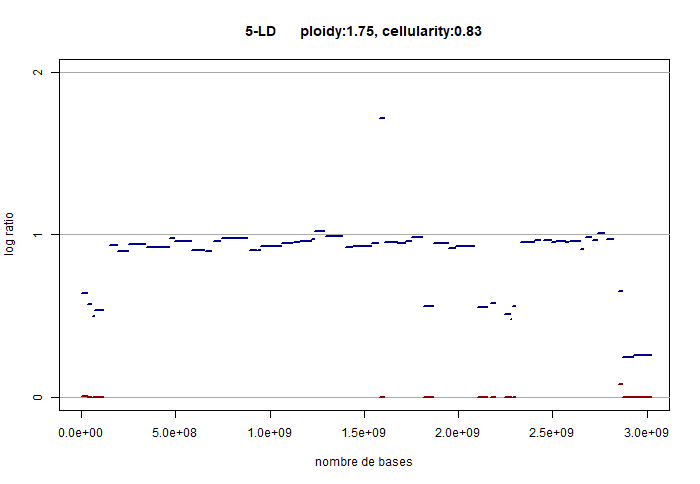 5-LD ploidy:1.75, cellularity:0.83
2
1
0
log ratio
0.0e+00 5.0e+08 1.0e+09 1.5e+09 2.0e+09 2.5e+09 3.0e+09
nombre de bases